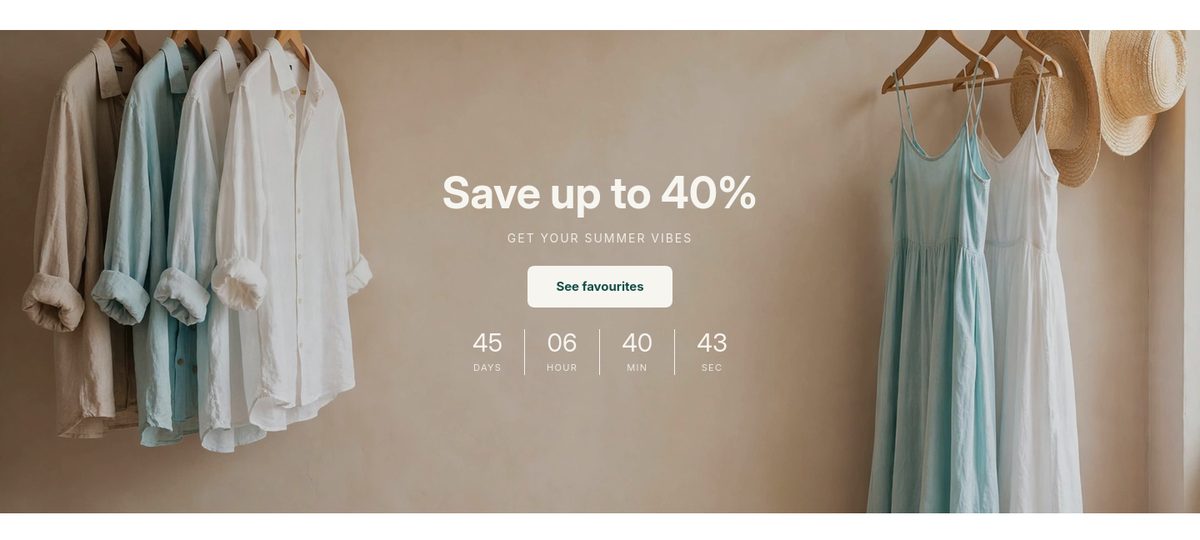 Save up to 40%
GET YOUR SUMMER VIBES
See favourites
45 06 40 43
DAYS HOUR MIN SEC